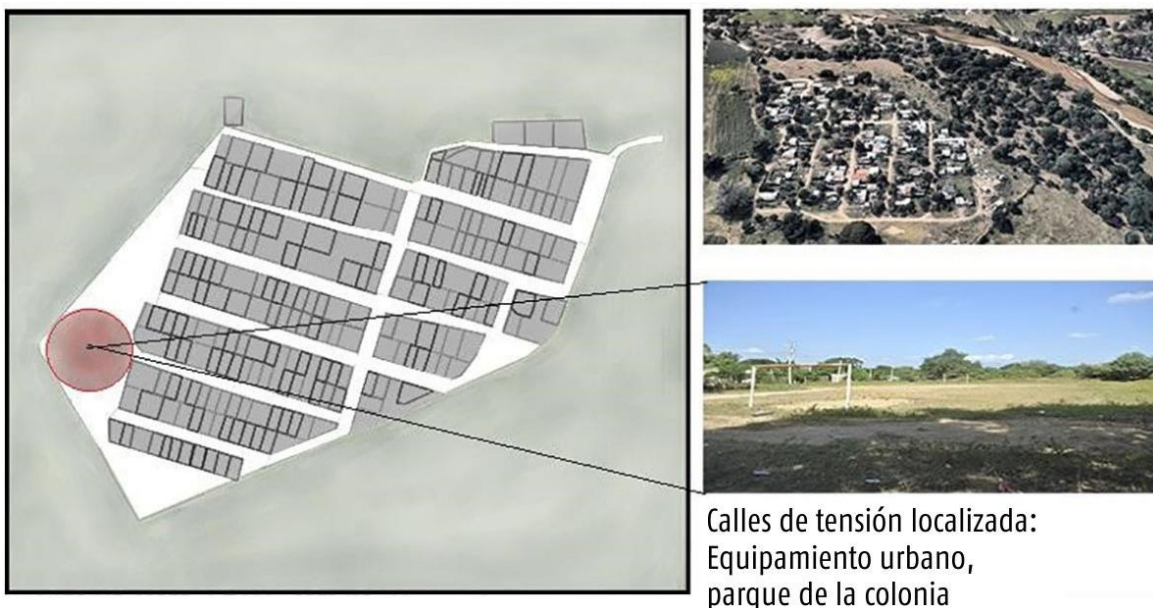 Calles de tensión localizada:
Equipamiento urbano,
parque de la colonia